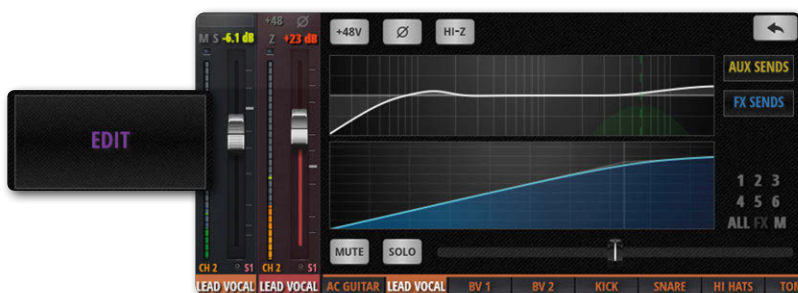 +48 Ø
+48V Ø HI-Z
M S -6.1 dB Z +23 dB
AUX SENDS
FX SENDS
EDIT
1 2 3
4 5 6
ALL FX M
MUTE SOLO
CH 2 S1 CH 2 S1
LEAD VOCAL LEAD VOCAL AC GUITAR LEAD VOCAL BV 1 BV 2 KICK SNARE HI HATS TOM